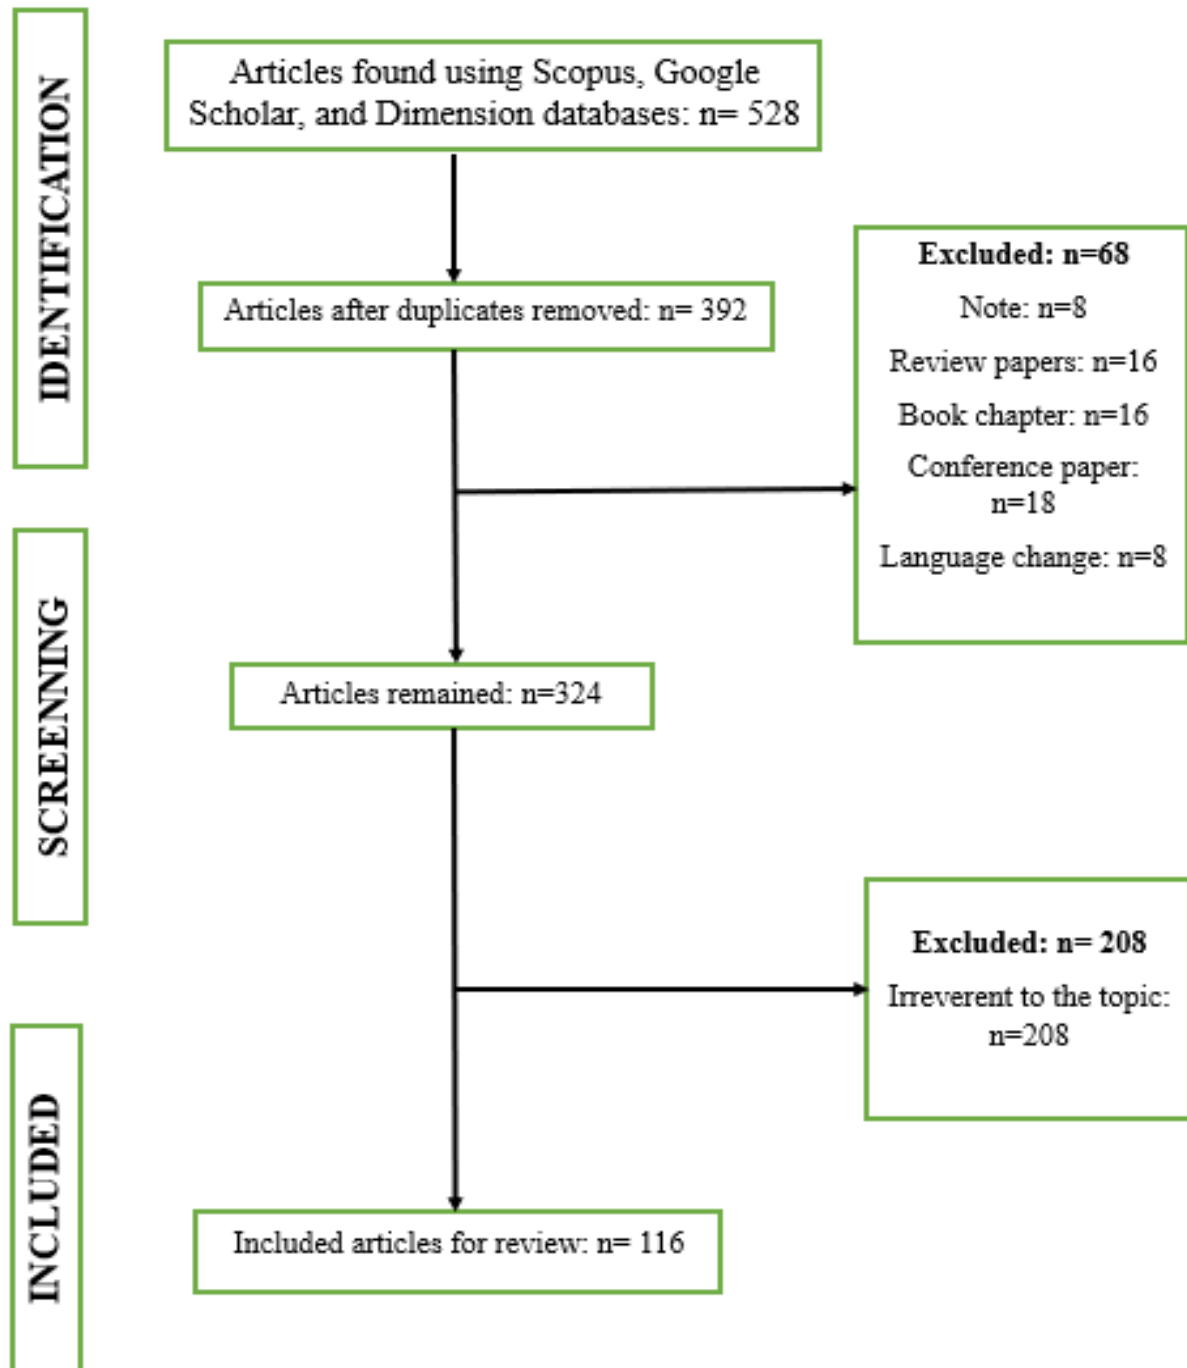 IDENTIFICATION
Articles found using Scopus, Google
Scholar, and Dimension databases: n= 528
Articles after duplicates removed: n= 392
Excluded: n=68
Note: n=8
Review papers: n=16
Book chapter: n=16
Conference paper:
n=18
Language change: n=8
SCREENNING
Articles remained: n=324
Excluded: n= 208
Irreverent to the topic:
n=208
INCLUDED
Included articles for review: n= 116